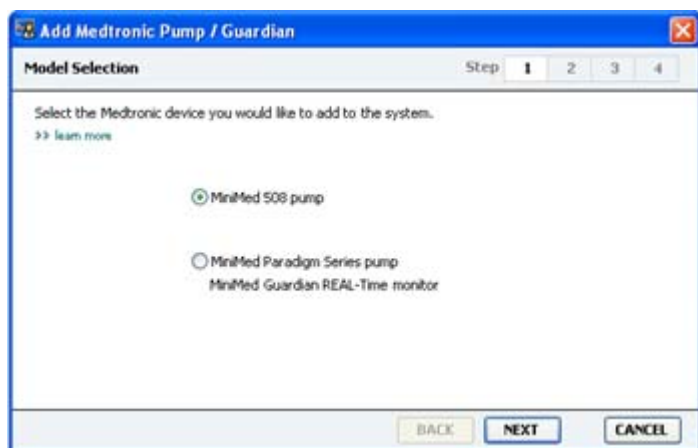 Add Medtronic Pump / Guardian
Model Selection Step 1 2 3 4
Select the Medtronic device you would like to add to the system.
>> learn more
MiniMed 508 pump
MiniMed Paradigm Series pump
MiniMed Guardian REAL-Time monitor
BACK NEXT CANCEL